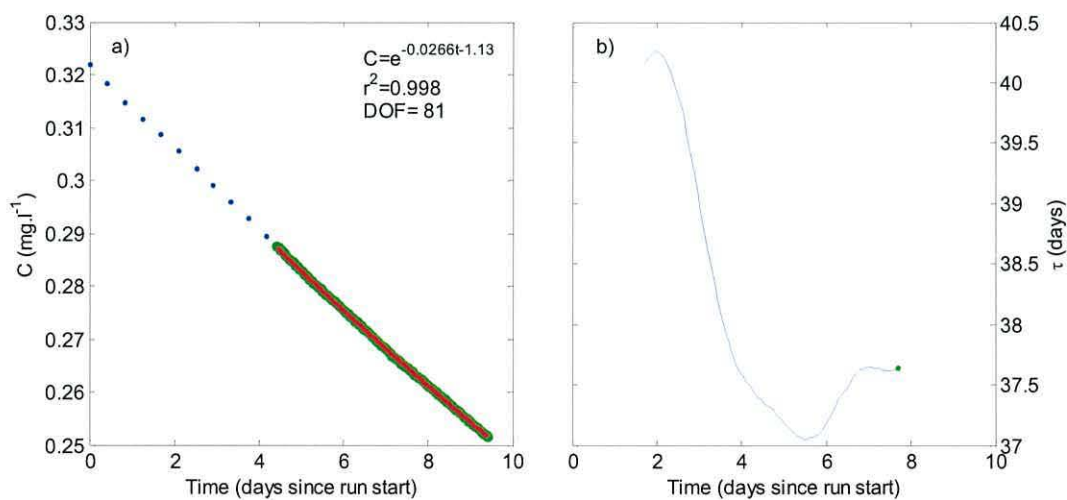 a)
C=e^-0.0266t-1.13
r^2=0.998
DOF= 81
0.33
0.32
0.31
0.3
0.29
0.28
0.27
0.26
0.25
C (mg.l^-1)
0 2 4 6 8 10
Time (days since run start)
b)
40.5
40
39.5
39
38.5
38
37.5
37
τ (days)
0 2 4 6 8 10
Time (days since run start)